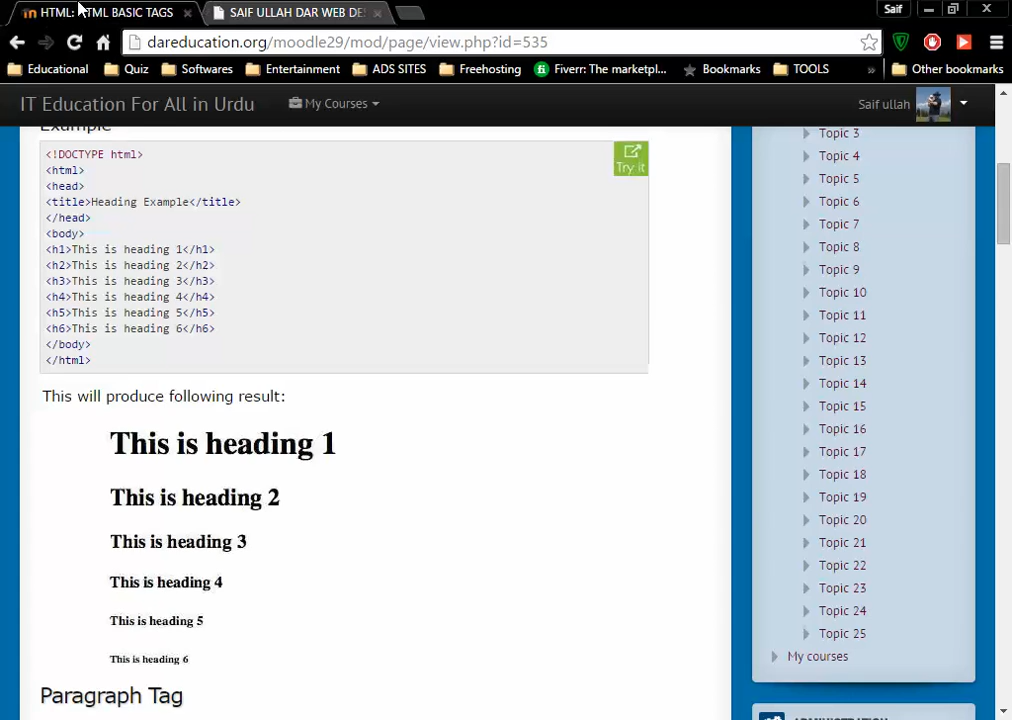 HTML: HTML BASIC TAGS
SAIF ULLAH DAR WEB DE
Saif
dareducation.org/moodle29/mod/page/view.php?id=535
Educational Quiz Softwares Entertainment ADS SITES Freehosting Fiverr: The marketpl... Bookmarks TOOLS » Other bookmarks
IT Education For All in Urdu My Courses Saif ullah
Example
<!DOCTYPE html>
<html>
<head>
<title>Heading Example</title>
</head>
<body>
<h1>This is heading 1</h1>
<h2>This is heading 2</h2>
<h3>This is heading 3</h3>
<h4>This is heading 4</h4>
<h5>This is heading 5</h5>
<h6>This is heading 6</h6>
</body>
</html>
Try it
This will produce following result:
This is heading 1
This is heading 2
This is heading 3
This is heading 4
This is heading 5
This is heading 6
Paragraph Tag
Topic 3
Topic 4
Topic 5
Topic 6
Topic 7
Topic 8
Topic 9
Topic 10
Topic 11
Topic 12
Topic 13
Topic 14
Topic 15
Topic 16
Topic 17
Topic 18
Topic 19
Topic 20
Topic 21
Topic 22
Topic 23
Topic 24
Topic 25
My courses
ADMINISTRATION